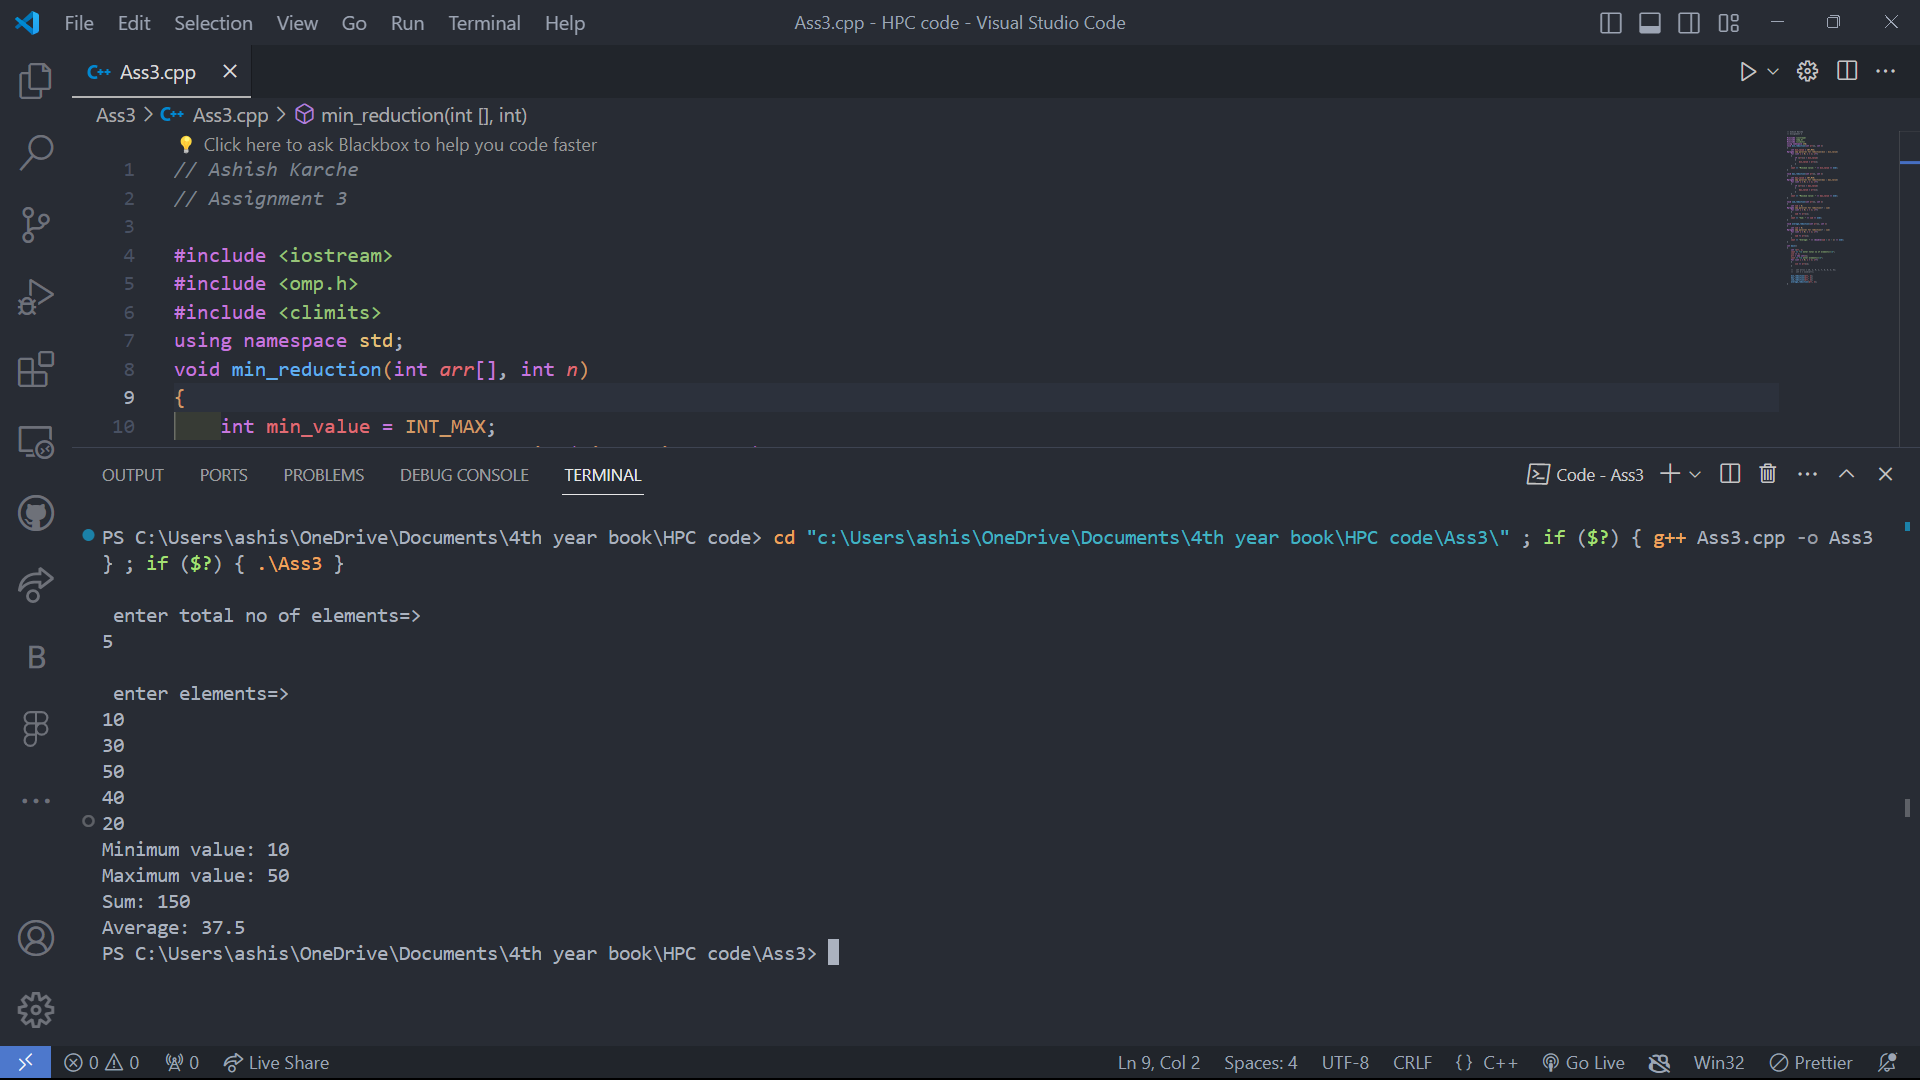 File Edit Selection View Go Run Terminal Help
Ass3.cpp - HPC code - Visual Studio Code
C++ Ass3.cpp
Ass3 > C++ Ass3.cpp > min_reduction(int [], int)
Click here to ask Blackbox to help you code faster
1 // Ashish Karche
2 // Assignment 3
3
4 #include <iostream>
5 #include <omp.h>
6 #include <climits>
7 using namespace std;
8 void min_reduction(int arr[], int n)
9 {
10 int min_value = INT_MAX;
OUTPUT PORTS PROBLEMS DEBUG CONSOLE TERMINAL
Code - Ass3
PS C:\Users\ashis\OneDrive\Documents\4th year book\HPC code> cd "c:\Users\ashis\OneDrive\Documents\4th year book\HPC code\Ass3\" ; if ($?) { g++ Ass3.cpp -o Ass3
} ; if ($?) { .\Ass3 }
enter total no of elements=>
5
enter elements=>
10
30
50
40
20
Minimum value: 10
Maximum value: 50
Sum: 150
Average: 37.5
PS C:\Users\ashis\OneDrive\Documents\4th year book\HPC code\Ass3>
B
0 0 0 Live Share
Ln 9, Col 2 Spaces: 4 UTF-8 CRLF {} C++ Go Live Win32 Prettier